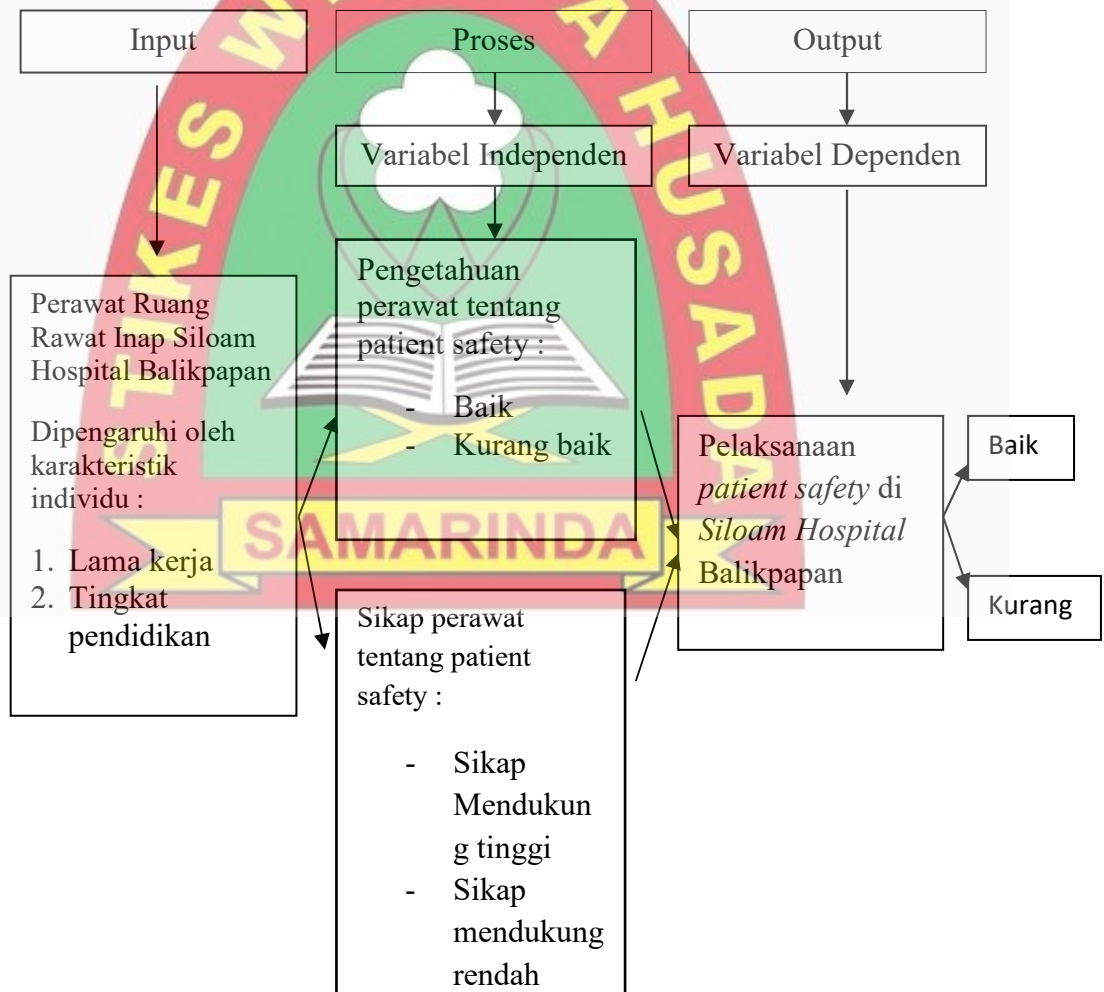 Input
Proses
Output
Variabel Independen
Variabel Dependen
Perawat Ruang
Rawat Inap Siloam
Hospital Balikpapan
Dipengaruhi oleh
karakteristik
individu :
1. Lama kerja
2. Tingkat
pendidikan
Pengetahuan
perawat tentang
patient safety :
- Baik
- Kurang baik
Sikap perawat
tentang patient
safety :
- Sikap
Mendukun
g tinggi
- Sikap
mendukung
rendah
Pelaksanaan
patient safety di
Siloam Hospital
Balikpapan
Baik
Kurang
STIKES W A HUSADA
SAMARINDA